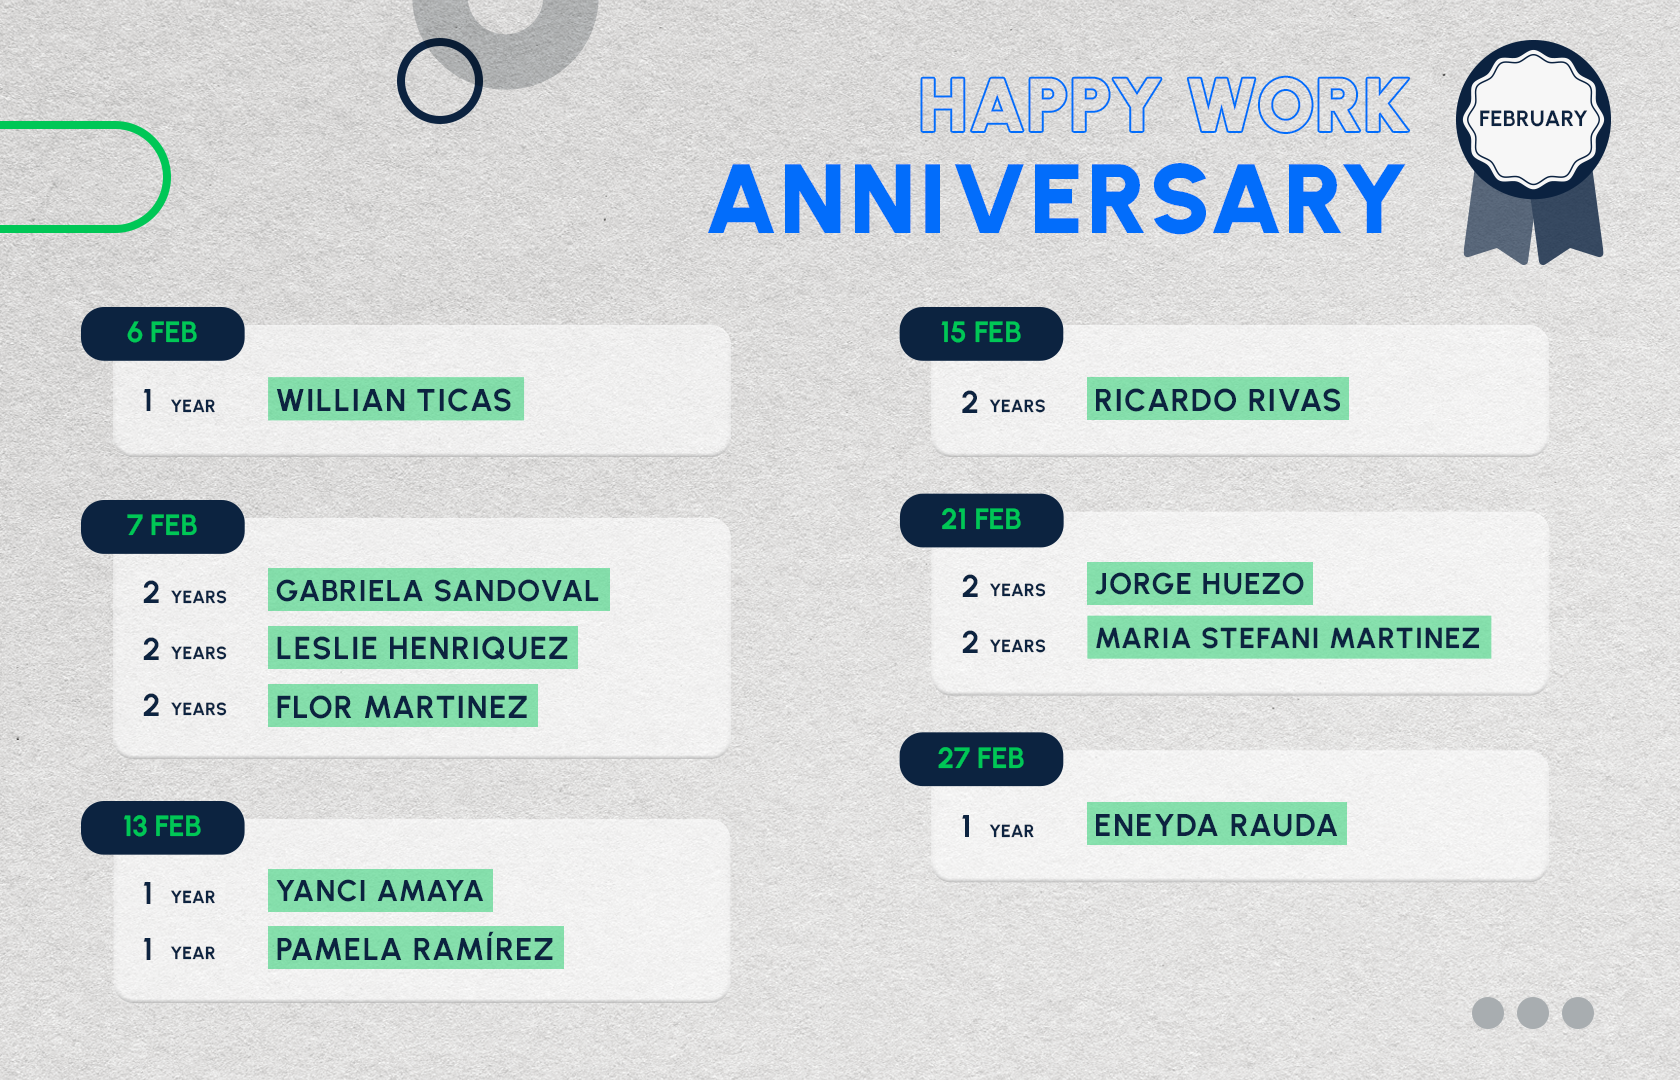 HAPPY WORK
ANNIVERSARY
FEBRUARY
6 FEB
1 YEAR WILLIAN TICAS
7 FEB
2 YEARS GABRIELA SANDOVAL
2 YEARS LESLIE HENRIQUEZ
2 YEARS FLOR MARTINEZ
13 FEB
1 YEAR YANCI AMAYA
1 YEAR PAMELA RAMÍREZ
15 FEB
2 YEARS RICARDO RIVAS
21 FEB
2 YEARS JORGE HUEZO
2 YEARS MARIA STEFANI MARTINEZ
27 FEB
1 YEAR ENEYDA RAUDA